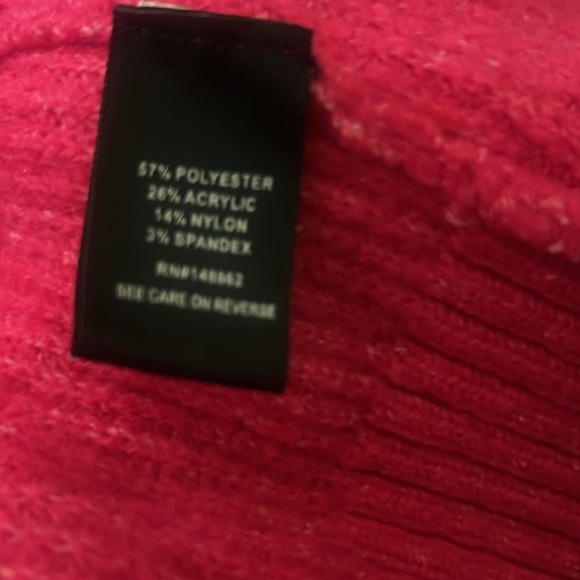 57% POLYESTER
26% ACRYLIC
14% NYLON
3% SPANDEX
RN#148862
SEE CARE ON REVERSE